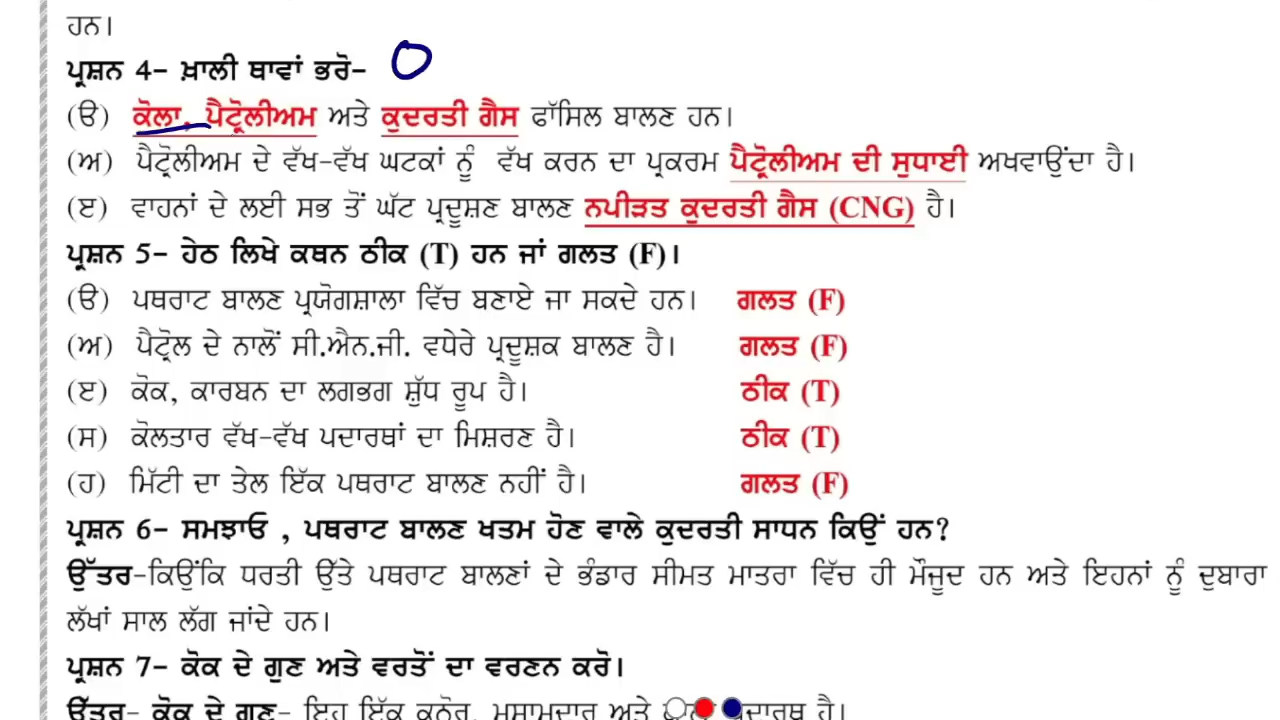 ਹਨ।
ਪ੍ਰਸ਼ਨ 4- ਖ਼ਾਲੀ ਥਾਵਾਂ ਭਰੋ-
(ੳ) ਕੋਲਾ, ਪੈਟ੍ਰੋਲੀਅਮ ਅਤੇ ਕੁਦਰਤੀ ਗੈਸ ਫਾੱਸਿਲ ਬਾਲਣ ਹਨ।
(ਅ) ਪੈਟ੍ਰੋਲੀਅਮ ਦੇ ਵੱਖ-ਵੱਖ ਘਟਕਾਂ ਨੂੰ ਵੱਖ ਕਰਨ ਦਾ ਪ੍ਰਕਰਮ ਪੈਟ੍ਰੋਲੀਅਮ ਦੀ ਸੁਧਾਈ ਅਖਵਾਉਂਦਾ ਹੈ।
(ੲ) ਵਾਹਨਾਂ ਦੇ ਲਈ ਸਭ ਤੋਂ ਘੱਟ ਪ੍ਰਦੂਸ਼ਣ ਬਾਲਣ ਨਪੀੜਤ ਕੁਦਰਤੀ ਗੈਸ (CNG) ਹੈ।
ਪ੍ਰਸ਼ਨ 5- ਹੇਠ ਲਿਖੇ ਕਥਨ ਠੀਕ (T) ਹਨ ਜਾਂ ਗਲਤ (F)।
(ੳ) ਪਥਰਾਟ ਬਾਲਣ ਪ੍ਰਯੋਗਸ਼ਾਲਾ ਵਿੱਚ ਬਣਾਏ ਜਾ ਸਕਦੇ ਹਨ। ਗਲਤ (F)
(ਅ) ਪੈਟ੍ਰੋਲ ਦੇ ਨਾਲੋਂ ਸੀ.ਐਨ.ਜੀ. ਵਧੇਰੇ ਪ੍ਰਦੂਸ਼ਕ ਬਾਲਣ ਹੈ। ਗਲਤ (F)
(ੲ) ਕੋਕ, ਕਾਰਬਨ ਦਾ ਲਗਭਗ ਸ਼ੁੱਧ ਰੂਪ ਹੈ। ਠੀਕ (T)
(ਸ) ਕੋਲਤਾਰ ਵੱਖ-ਵੱਖ ਪਦਾਰਥਾਂ ਦਾ ਮਿਸ਼ਰਣ ਹੈ। ਠੀਕ (T)
(ਹ) ਮਿੱਟੀ ਦਾ ਤੇਲ ਇੱਕ ਪਥਰਾਟ ਬਾਲਣ ਨਹੀਂ ਹੈ। ਗਲਤ (F)
ਪ੍ਰਸ਼ਨ 6- ਸਮਝਾਓ , ਪਥਰਾਟ ਬਾਲਣ ਖਤਮ ਹੋਣ ਵਾਲੇ ਕੁਦਰਤੀ ਸਾਧਨ ਕਿਉਂ ਹਨ?
ਉੱਤਰ-ਕਿਉਂਕਿ ਧਰਤੀ ਉੱਤੇ ਪਥਰਾਟ ਬਾਲਣਾਂ ਦੇ ਭੰਡਾਰ ਸੀਮਤ ਮਾਤਰਾ ਵਿੱਚ ਹੀ ਮੌਜੂਦ ਹਨ ਅਤੇ ਇਹਨਾਂ ਨੂੰ ਦੁਬਾਰਾ
ਲੱਖਾਂ ਸਾਲ ਲੱਗ ਜਾਂਦੇ ਹਨ।
ਪ੍ਰਸ਼ਨ 7- ਕੋਕ ਦੇ ਗੁਣ ਅਤੇ ਵਰਤੋਂ ਦਾ ਵਰਣਨ ਕਰੋ।
ਉੱਤਰ- ਕੋਕ ਦੇ ਗੁਣ- ਇਹ ਇੱਕ ਕਠੋਰ, ਮੁਸਾਮਦਾਰ ਅਤੇ ਪਦਾਰਥ ਹੈ।